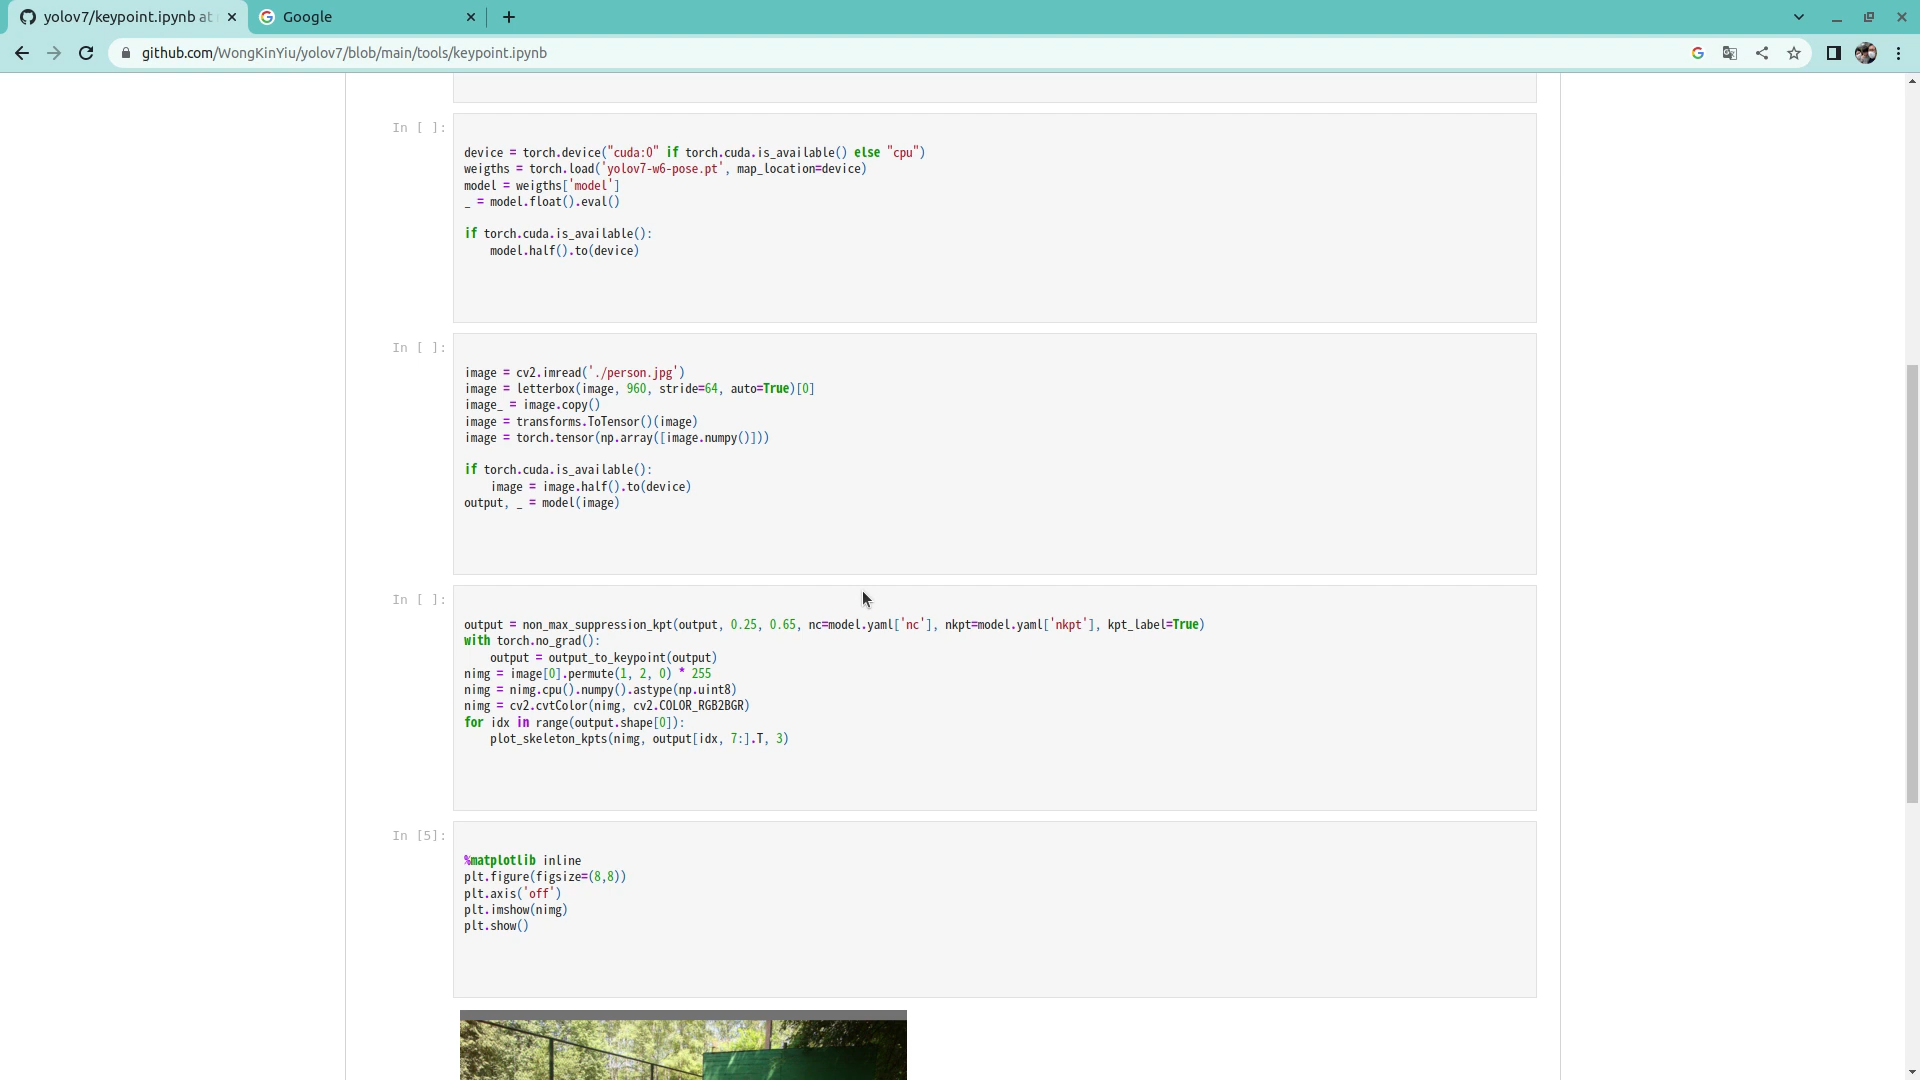 yolov7/keypoint.ipynb at
Google
github.com/WongKinYiu/yolov7/blob/main/tools/keypoint.ipynb
In [ ]:
device = torch.device("cuda:0" if torch.cuda.is_available() else "cpu")
weigths = torch.load('yolov7-w6-pose.pt', map_location=device)
model = weigths['model']
_ = model.float().eval()
if torch.cuda.is_available():
    model.half().to(device)
In [ ]:
image = cv2.imread('./person.jpg')
image = letterbox(image, 960, stride=64, auto=True)[0]
image_ = image.copy()
image = transforms.ToTensor()(image)
image = torch.tensor(np.array([image.numpy()]))
if torch.cuda.is_available():
    image = image.half().to(device)
output, _ = model(image)
In [ ]:
output = non_max_suppression_kpt(output, 0.25, 0.65, nc=model.yaml['nc'], nkpt=model.yaml['nkpt'], kpt_label=True)
with torch.no_grad():
    output = output_to_keypoint(output)
nimg = image[0].permute(1, 2, 0) * 255
nimg = nimg.cpu().numpy().astype(np.uint8)
nimg = cv2.cvtColor(nimg, cv2.COLOR_RGB2BGR)
for idx in range(output.shape[0]):
    plot_skeleton_kpts(nimg, output[idx, 7:].T, 3)
In [5]:
%matplotlib inline
plt.figure(figsize=(8,8))
plt.axis('off')
plt.imshow(nimg)
plt.show()